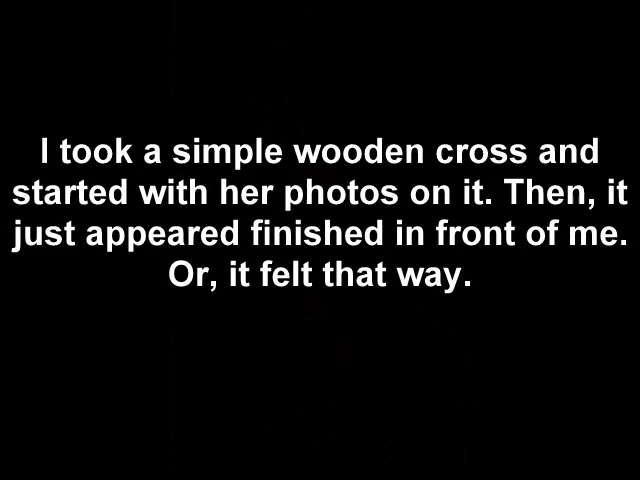 I took a simple wooden cross and
started with her photos on it. Then, it
just appeared finished in front of me.
Or, it felt that way.